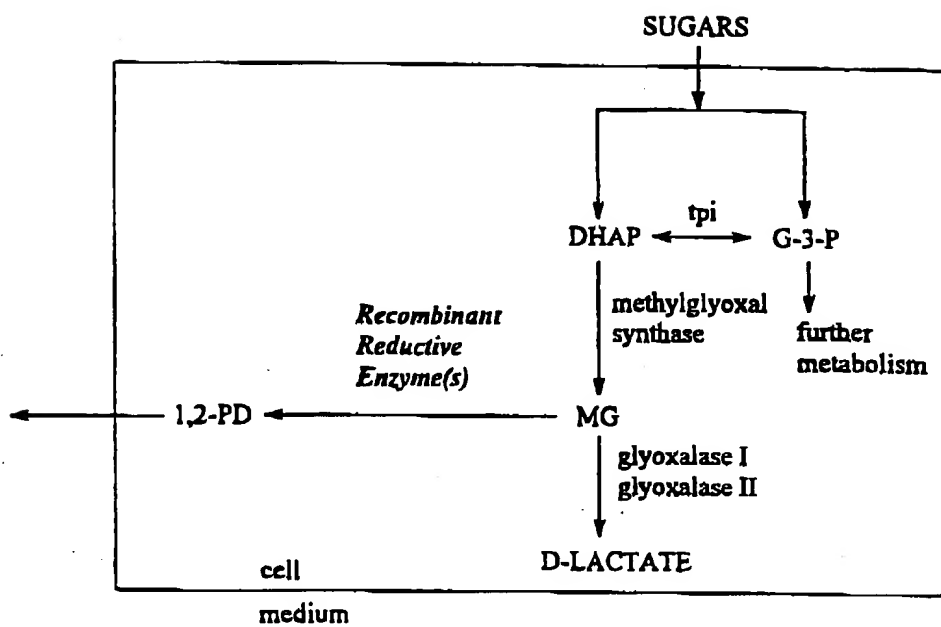 SUGARS
tpi
DHAP
G-3-P
methylglyoxal
synthase
further
metabolism
Recombinant
Reductive
Enzyme(s)
1,2-PD
MG
glyoxalase I
glyoxalase II
D-LACTATE
cell
medium